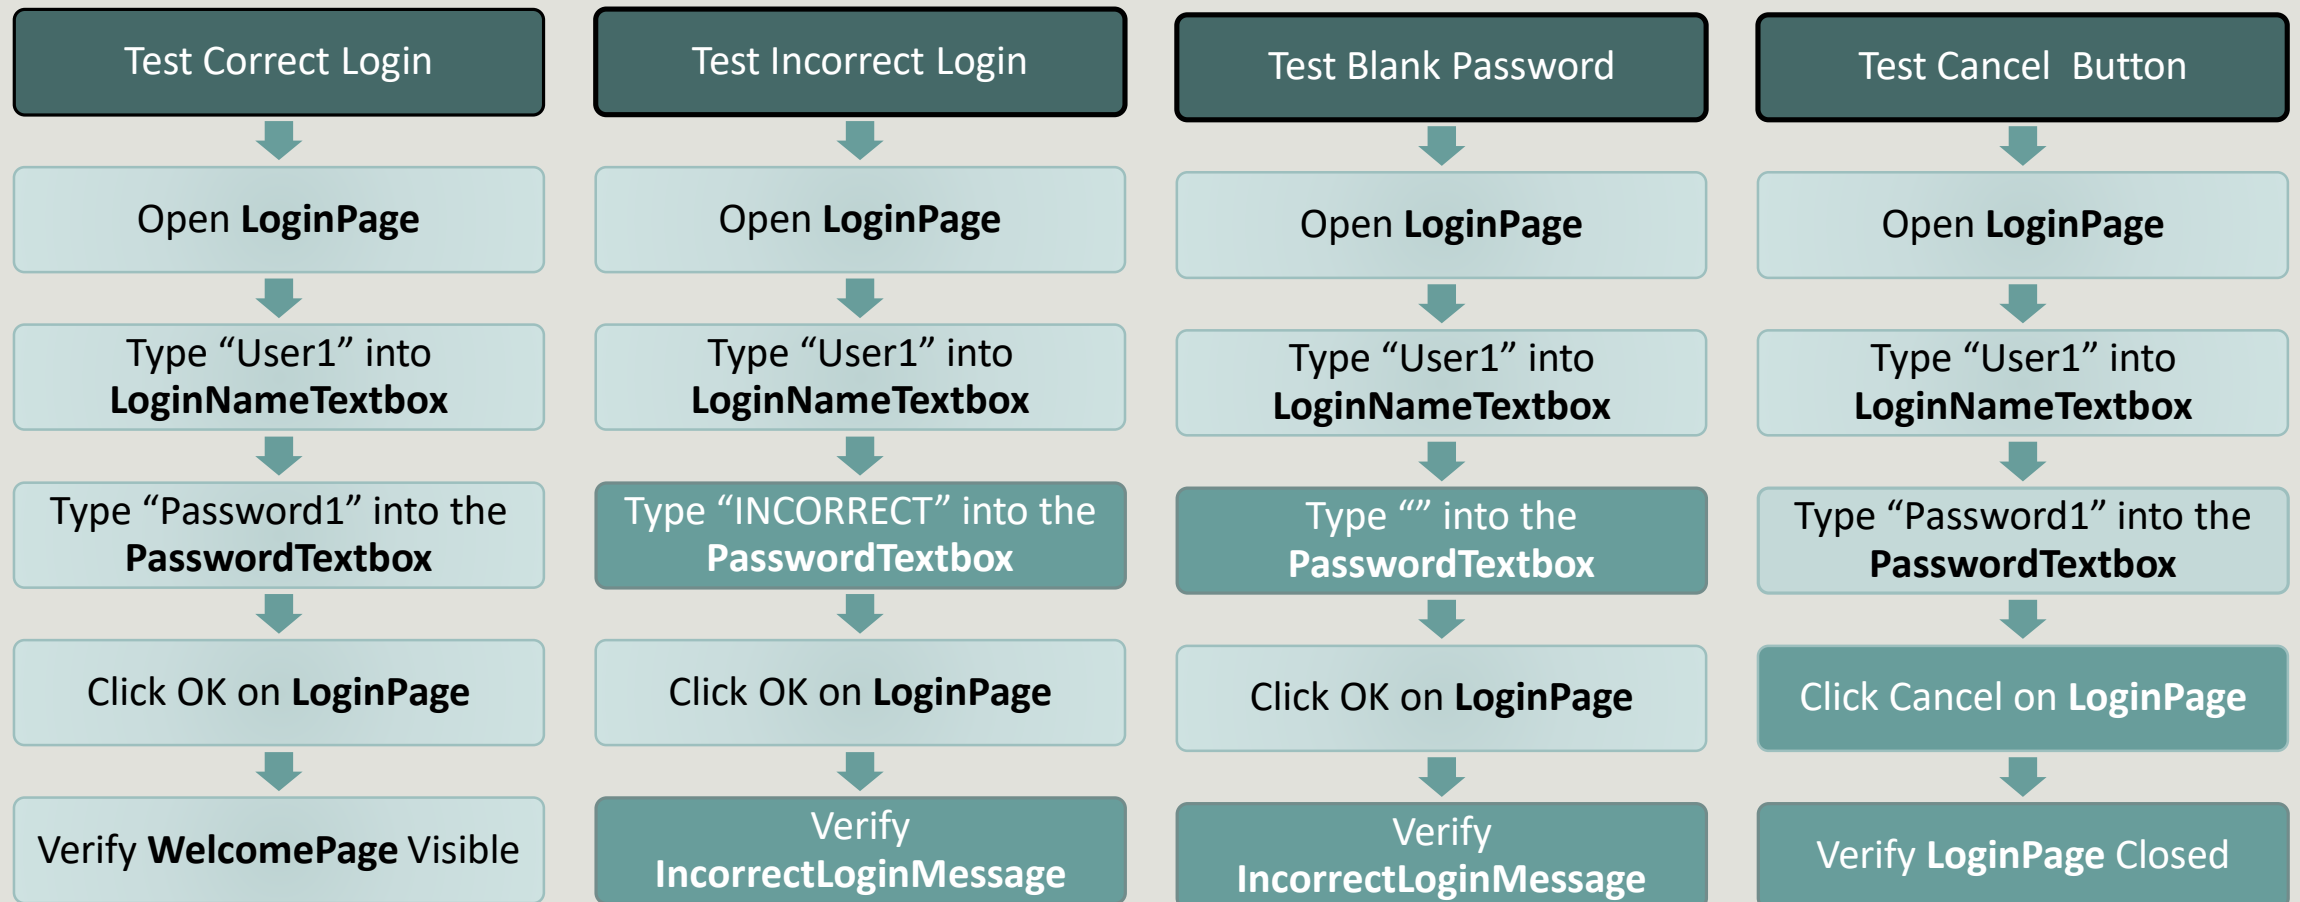 Test Correct Login
Open LoginPage
Type “User1” into
LoginNameTextbox
Type “Password1” into the
PasswordTextbox
Click OK on LoginPage
Verify WelcomePage Visible
Test Incorrect Login
Open LoginPage
Type “User1” into
LoginNameTextbox
Type “INCORRECT” into the
PasswordTextbox
Click OK on LoginPage
Verify
IncorrectLoginMessage
Test Blank Password
Open LoginPage
Type “User1” into
LoginNameTextbox
Type “” into the
PasswordTextbox
Click OK on LoginPage
Verify
IncorrectLoginMessage
Test Cancel  Button
Open LoginPage
Type “User1” into
LoginNameTextbox
Type “Password1” into the
PasswordTextbox
Click Cancel on LoginPage
Verify LoginPage Closed